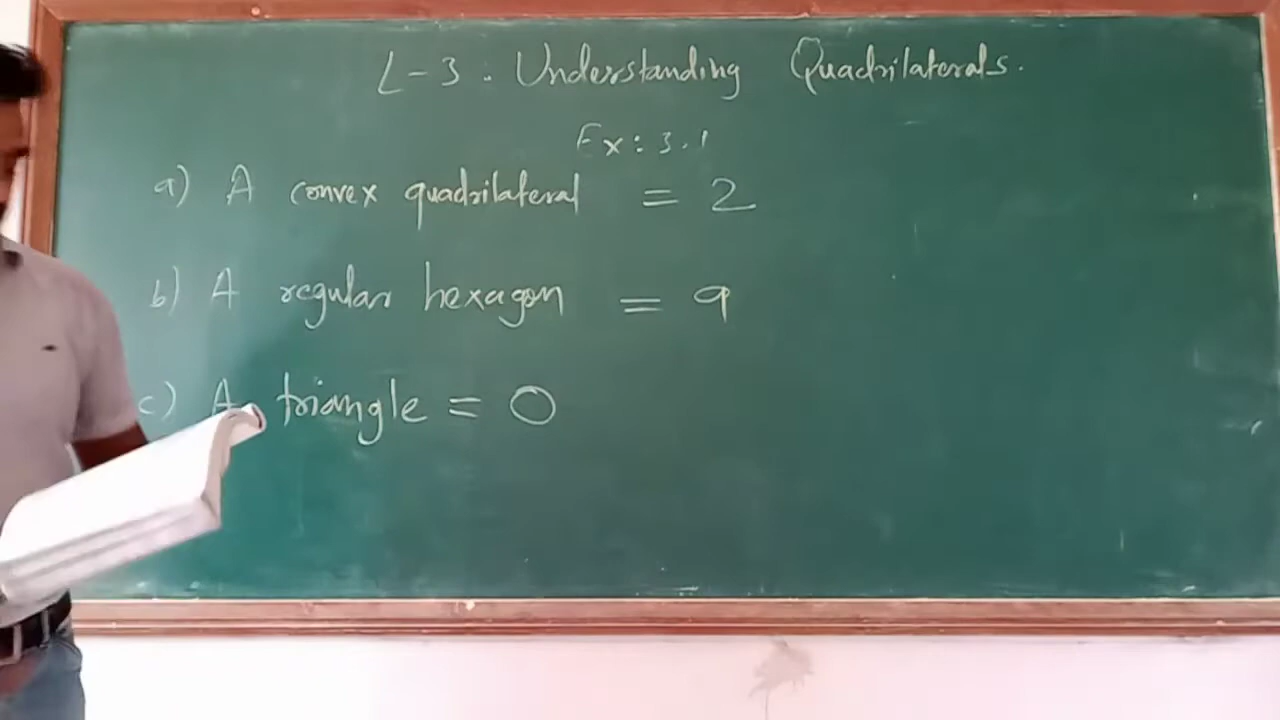 L-3 : Understanding Quadrilaterals.
Ex: 3.1
a) A convex quadrilateral = 2
b) A regular hexagon = 9
c) A triangle = 0